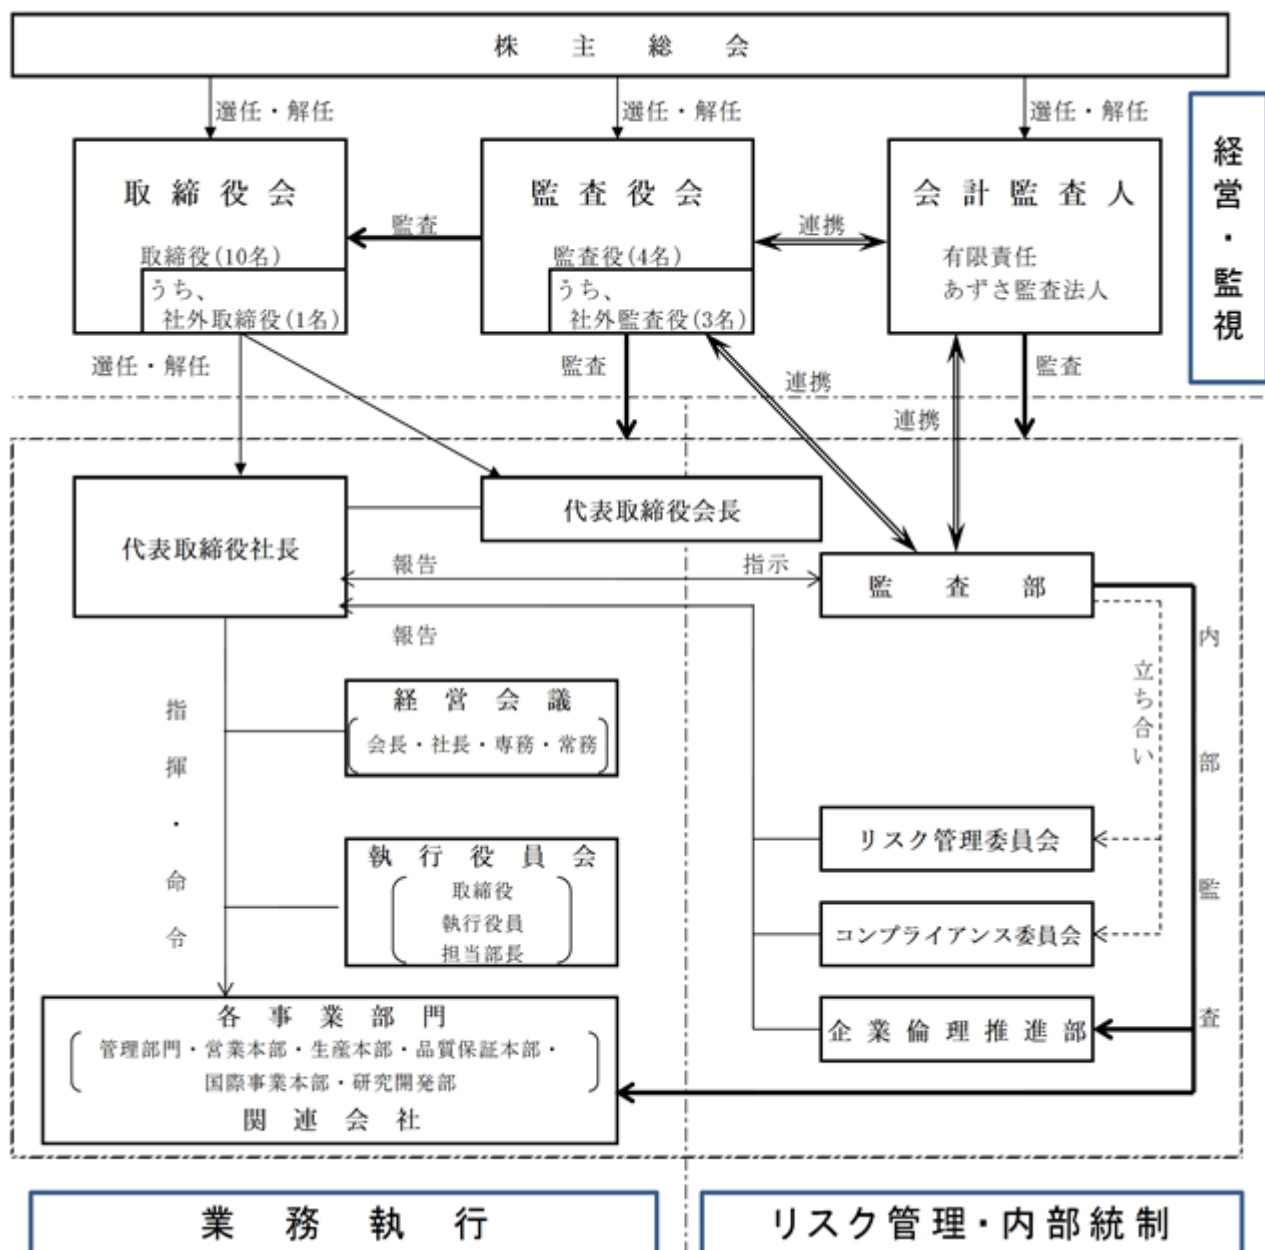 株主総会
選任・解任
選任・解任
選任・解任
経営・監視
取締役会
取締役(10名)
うち、
社外取締役(1名)
監査
監査役会
監査役(4名)
うち、
社外監査役(3名)
連携
会計監査人
有限責任
あずさ監査法人
選任・解任
監査
連携
連携
監査
代表取締役社長
代表取締役会長
報告
指示
監査部
報告
指揮・命令
経営会議
会長・社長・専務・常務
執行役員会
取締役
執行役員
担当部長
立ち合い
内部監査
リスク管理委員会
コンプライアンス委員会
企業倫理推進部
各事業部門
管理部門・営業本部・生産本部・品質保証本部・
国際事業本部・研究開発部
関連会社
業務執行
リスク管理・内部統制